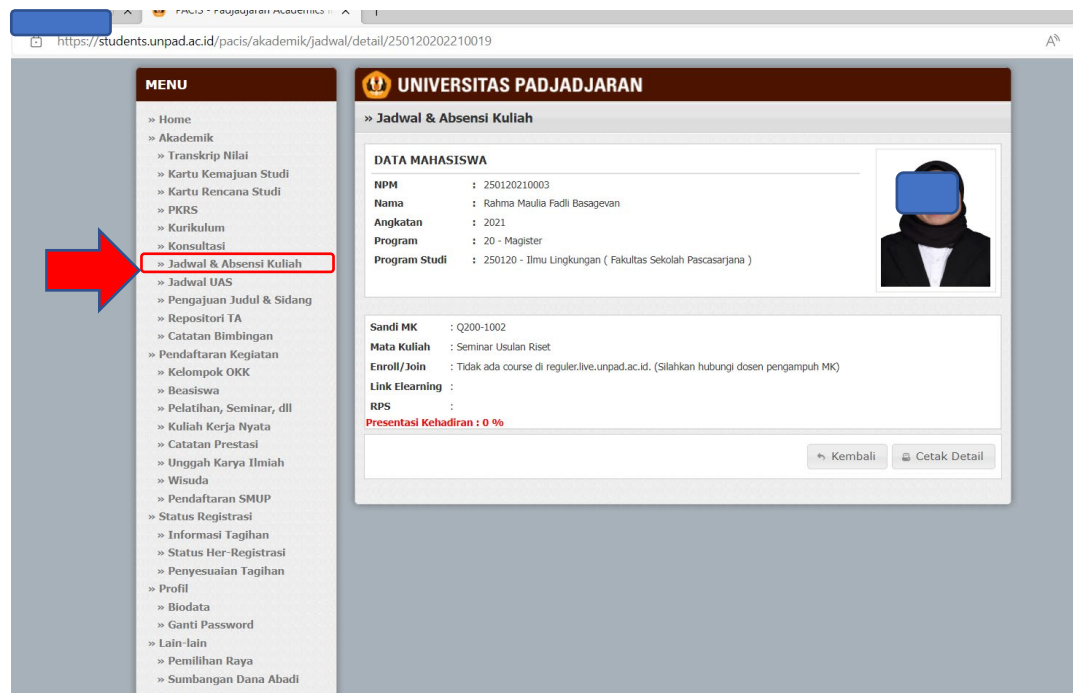 PACIS - Padjadjaran Academics I
https://students.unpad.ac.id/pacis/akademik/jadwal/detail/250120202210019
MENU
» Home
» Akademik
» Transkrip Nilai
» Kartu Kemajuan Studi
» Kartu Rencana Studi
» PKRS
» Kurikulum
» Konsultasi
» Jadwal & Absensi Kuliah
» Jadwal UAS
» Pengajuan Judul & Sidang
» Repositori TA
» Catatan Bimbingan
» Pendaftaran Kegiatan
» Kelompok OKK
» Beasiswa
» Pelatihan, Seminar, dll
» Kuliah Kerja Nyata
» Catatan Prestasi
» Unggah Karya Ilmiah
» Wisuda
» Pendaftaran SMUP
» Status Registrasi
» Informasi Tagihan
» Status Her-Registrasi
» Penyesuaian Tagihan
» Profil
» Biodata
» Ganti Password
» Lain-lain
» Pemilihan Raya
» Sumbangan Dana Abadi
UNIVERSITAS PADJADJARAN
» Jadwal & Absensi Kuliah
DATA MAHASISWA
NPM : 250120210003
Nama : Rahma Maulia Fadli Basagevan
Angkatan : 2021
Program : 20 - Magister
Program Studi : 250120 - Ilmu Lingkungan ( Fakultas Sekolah Pascasarjana )
Sandi MK : Q200-1002
Mata Kuliah : Seminar Usulan Riset
Enroll/Join : Tidak ada course di reguler.live.unpad.ac.id. (Silahkan hubungi dosen pengampuh MK)
Link Elearning :
RPS :
Presentasi Kehadiran : 0 %
Kembali
Cetak Detail